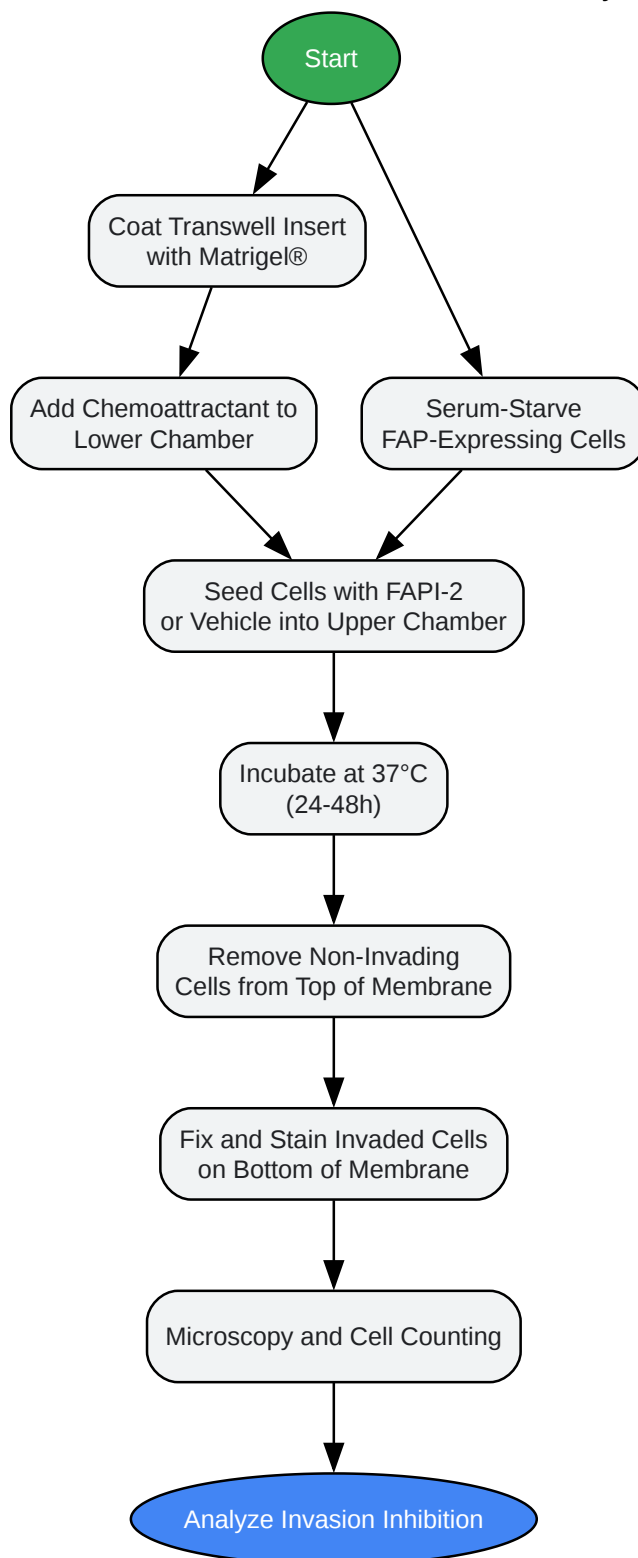 Start
Coat Transwell Insert
with Matrigel®
Add Chemoattractant to
Lower Chamber
Serum-Starve
FAP-Expressing Cells
Seed Cells with FAPI-2
or Vehicle into Upper Chamber
Incubate at 37°C
(24-48h)
Remove Non-Invading
Cells from Top of Membrane
Fix and Stain Invaded Cells
on Bottom of Membrane
Microscopy and Cell Counting
Analyze Invasion Inhibition